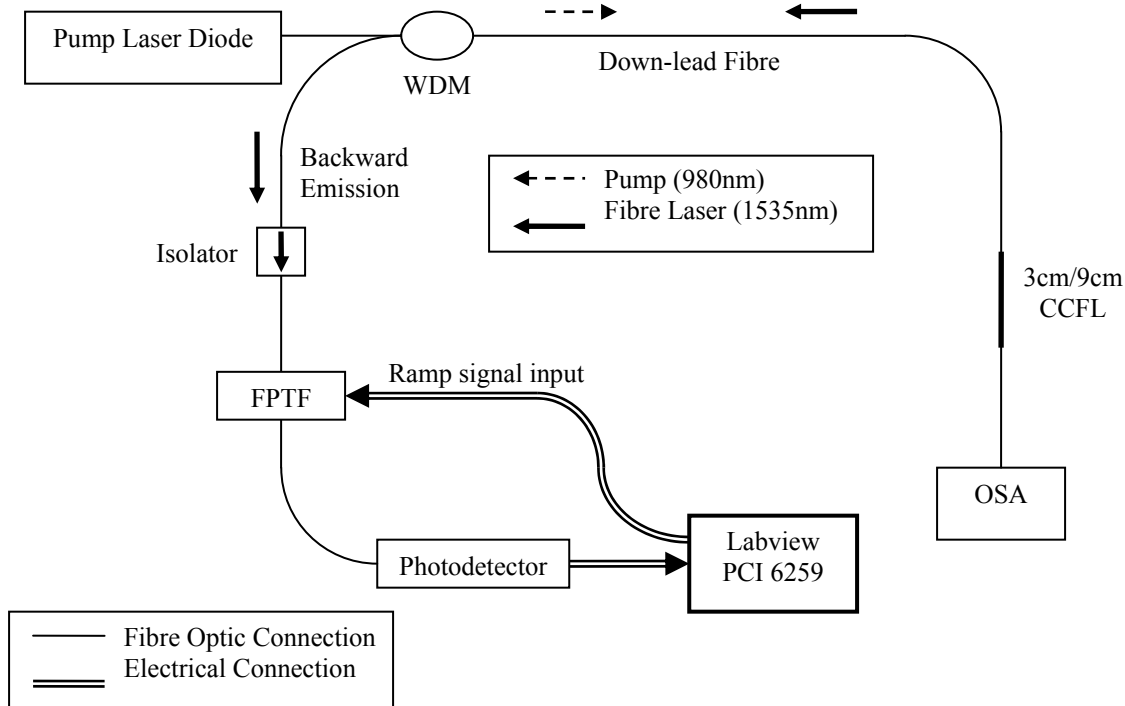 Pump Laser Diode
WDM
Down-lead Fibre
Backward
Emission
Pump (980nm)
Fibre Laser (1535nm)
Isolator
3cm/9cm
CCFL
Ramp signal input
FPTF
OSA
Labview
PCI 6259
Photodetector
Fibre Optic Connection
Electrical Connection